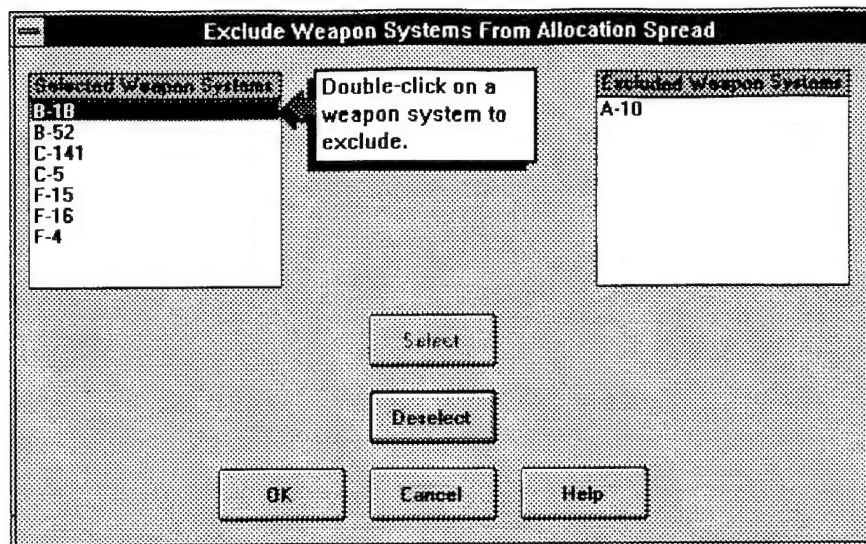 Exclude Weapon Systems From Allocation Spread
Selected Weapon Systems
B-1B
B-52
C-141
C-5
F-15
F-16
F-4
Double-click on a
weapon system to
exclude.
Excluded Weapon Systems
A-10
Select
Deselect
OK
Cancel
Help